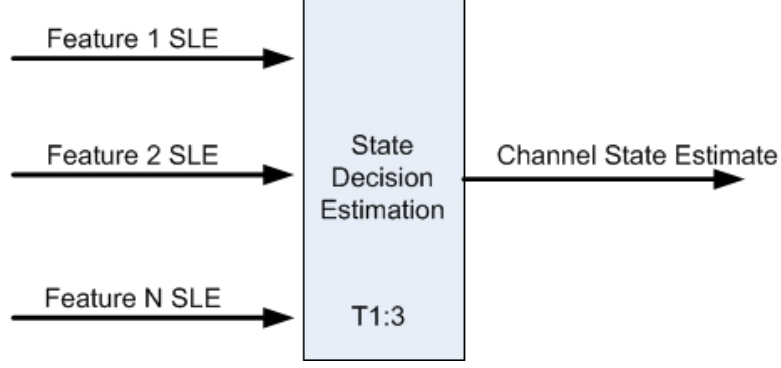 Feature 1 SLE
Feature 2 SLE
Feature N SLE
State
Decision
Estimation
T1:3
Channel State Estimate